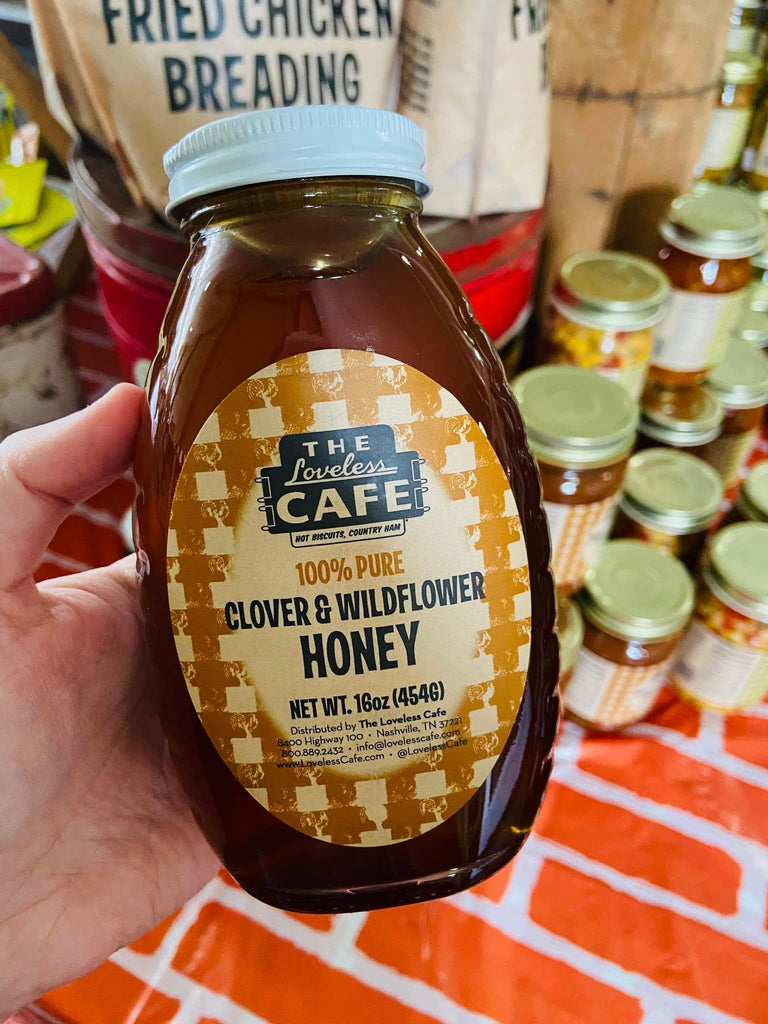 FRIED CHICKEN
BREADING
THE
Loveless
CAFE
HOT BISCUITS, COUNTRY HAM
100% PURE
CLOVER & WILDFLOWER
HONEY
NET WT. 16oz (454G)
Distributed by The Loveless Cafe
8400 Highway 100 • Nashville, TN 37221
800.889.2432 • info@lovelesscafe.com
www.LovelessCafe.com • @LovelessCafe